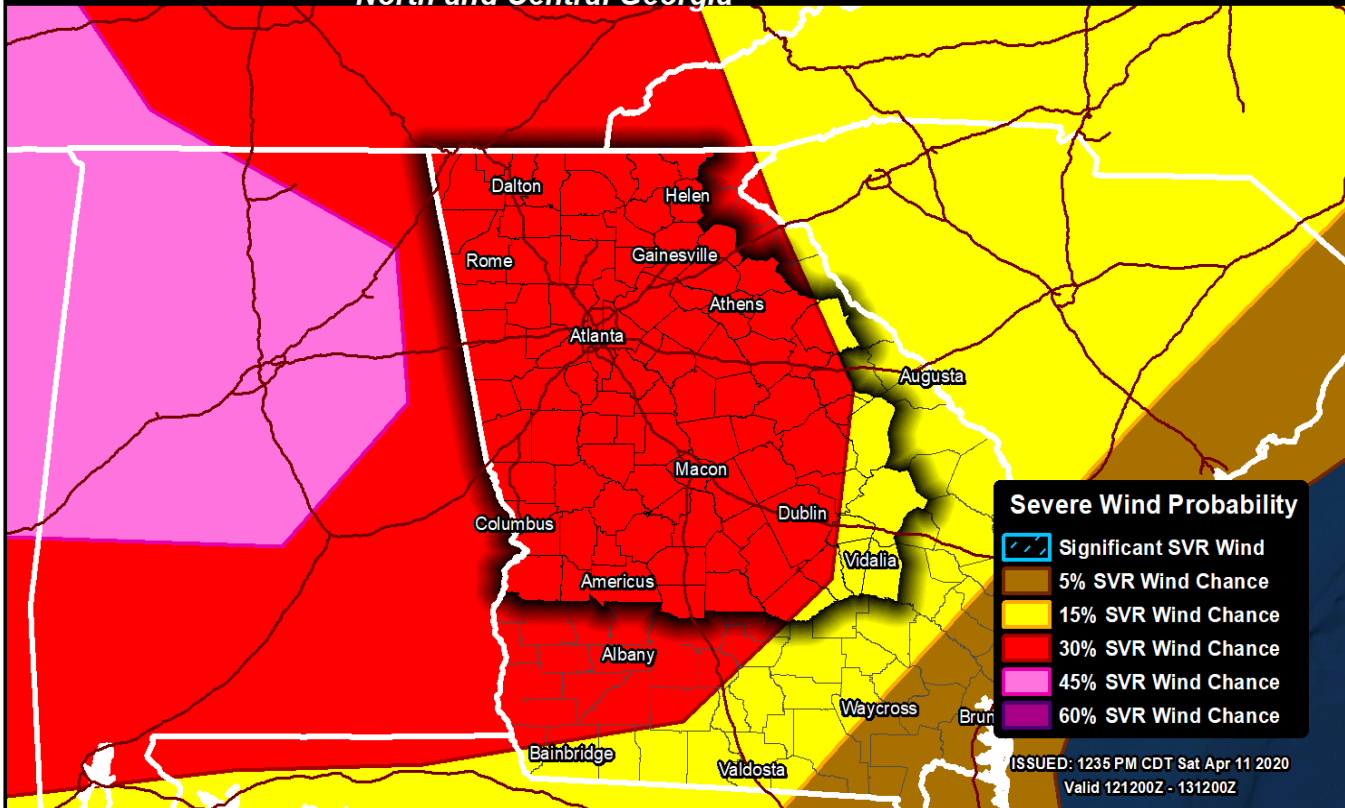 North and Central Georgia
Dalton
Helen
Rome
Gainesville
Athens
Atlanta
Augusta
Macon
Columbus
Dublin
Vidalia
Americus
Albany
Waycross
Brun
Bainbridge
Valdosta
Severe Wind Probability
Significant SVR Wind
5% SVR Wind Chance
15% SVR Wind Chance
30% SVR Wind Chance
45% SVR Wind Chance
60% SVR Wind Chance
ISSUED: 1235 PM CDT Sat Apr 11 2020
Valid 121200Z - 131200Z